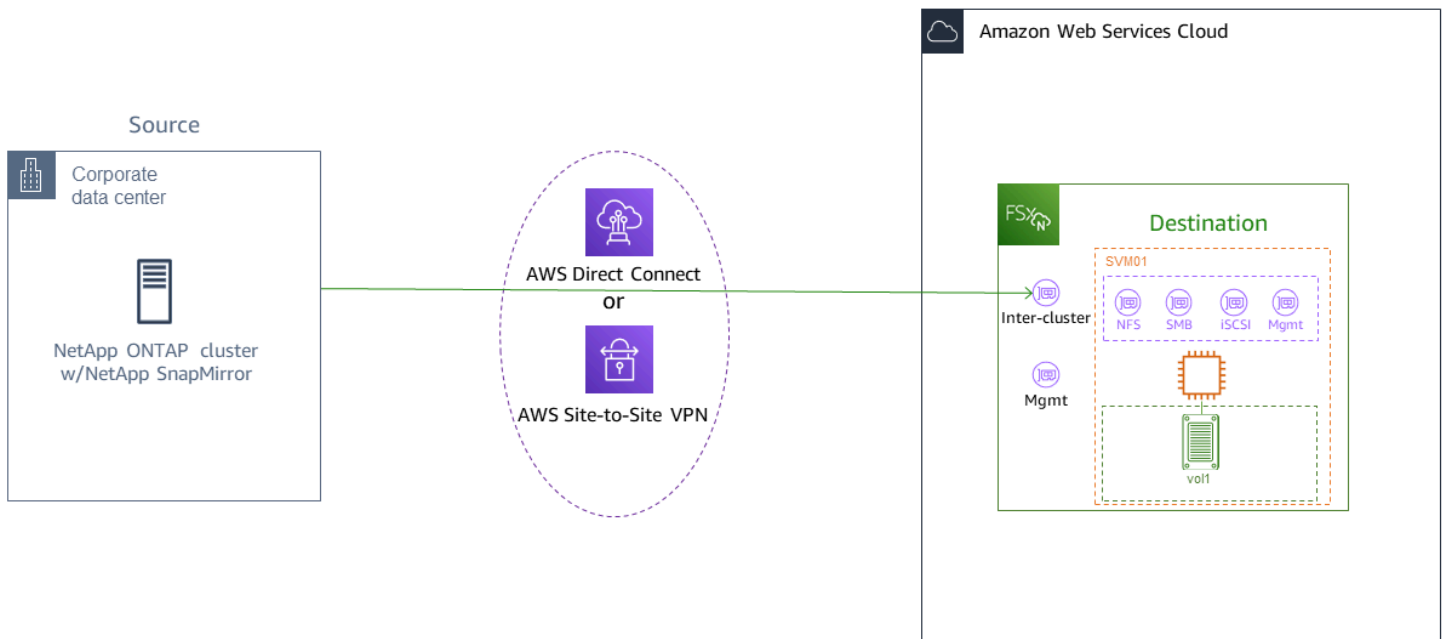 Amazon Web Services Cloud
Source
Corporate
data center
NetApp ONTAP cluster
w/NetApp SnapMirror
AWS Direct Connect
or
AWS Site-to-Site VPN
FSx
N
Destination
SVM01
NFS
SMB
iSCSI
Mgmt
Inter-cluster
Mgmt
vol1